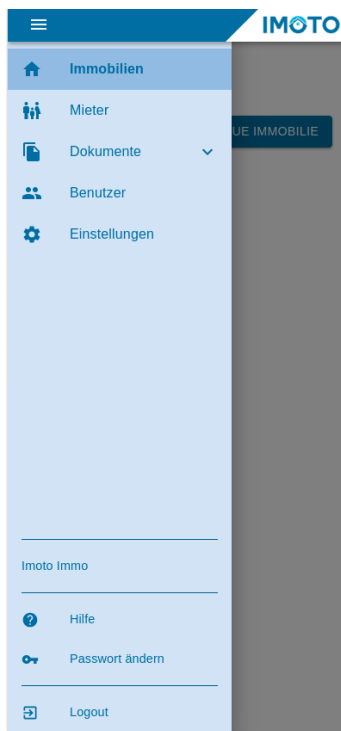 IMOTO
Immobilien
UE IMMOBILIE
Mieter
Dokumente
Benutzer
Einstellungen
Imoto Immo
Hilfe
Passwort ändern
Logout